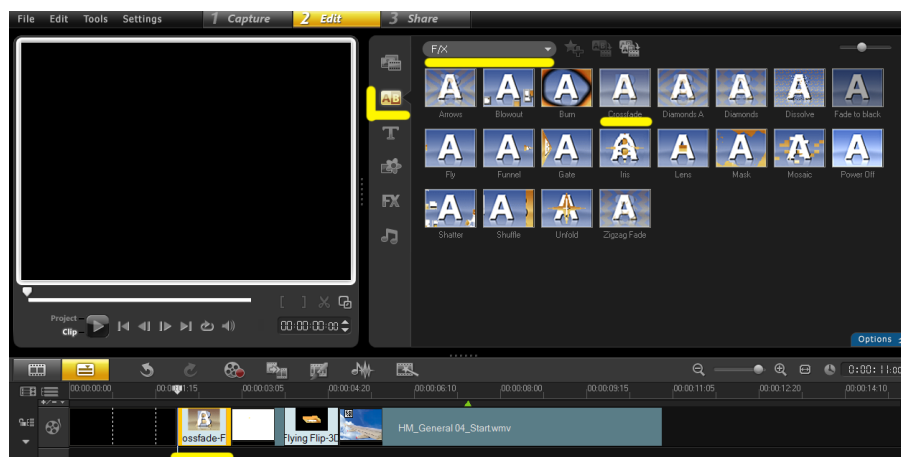 File Edit Tools Settings 1 Capture 2 Edit 3 Share
F/X
AB
Arrows Blowout Burn Crossfade Diamonds A Diamonds Dissolve Fade to black
T
Fly Funnel Gate Iris Lens Mask Mosaic Power Off
FX
Shatter Shuffle Unfold Zigzag Fade
Project
Clip
00:00:00:00
Options
0:00:11:00
00:00:00:00 00:00:03:05 00:00:04:20 00:00:06:10 00:00:08:00 00:00:09:15 00:00:11:05 00:00:12:20 00:00:14:10
ossfade-F Flying Flip-3D HM_General 04_Start.wmv